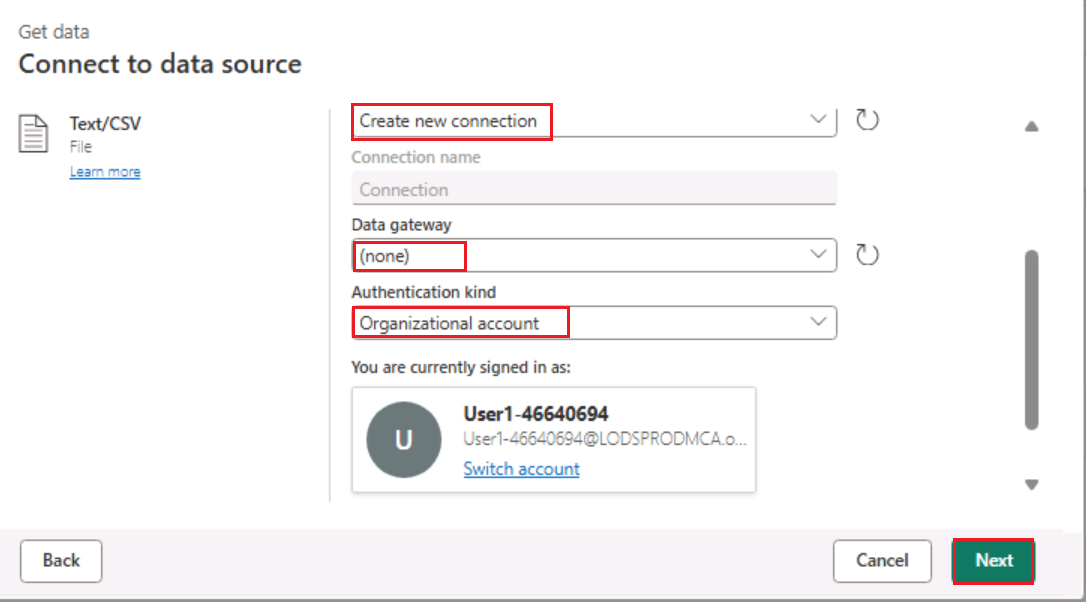 Get data
Connect to data source
Text/CSV
File
Learn more
Create new connection
Connection name
Connection
Data gateway
(none)
Authentication kind
Organizational account
You are currently signed in as:
U
User1-46640694
User1-46640694@LODSPRODMCA.o...
Switch account
Back
Cancel
Next